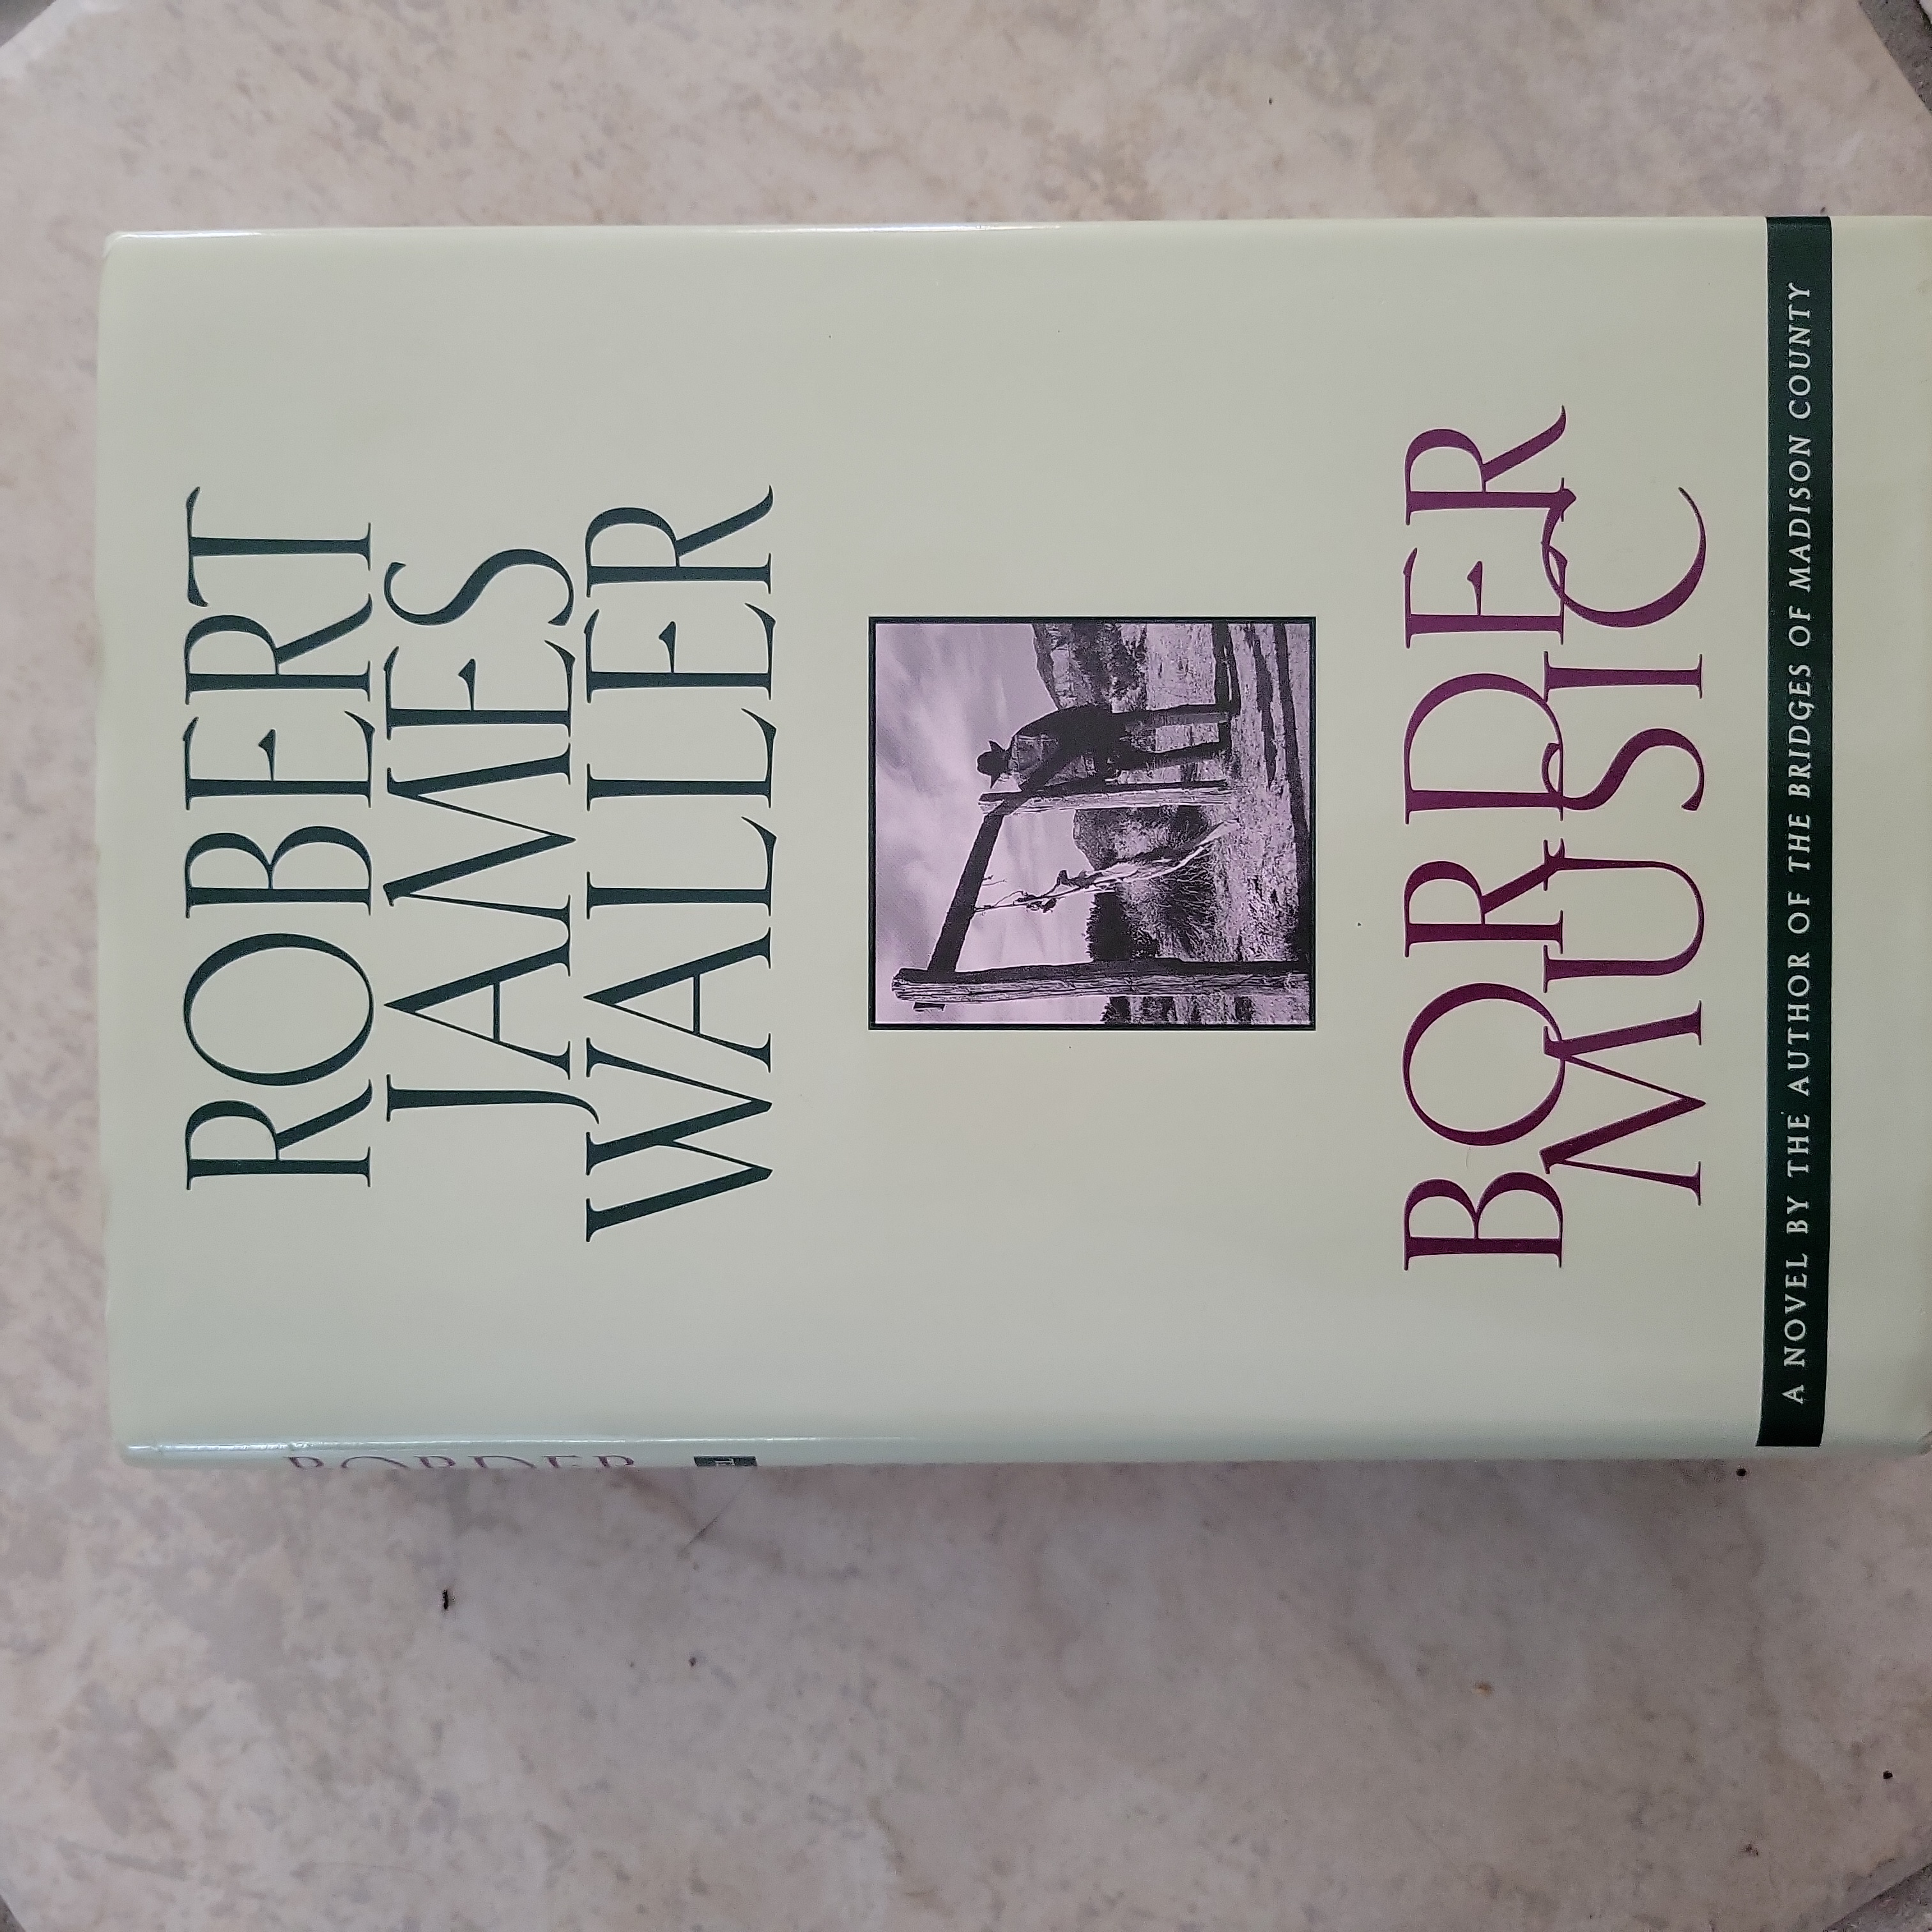 ROBERT
JAMES
WALLER
BORDER
MUSIC
A NOVEL BY THE AUTHOR OF THE BRIDGES OF MADISON COUNTY
BORDER